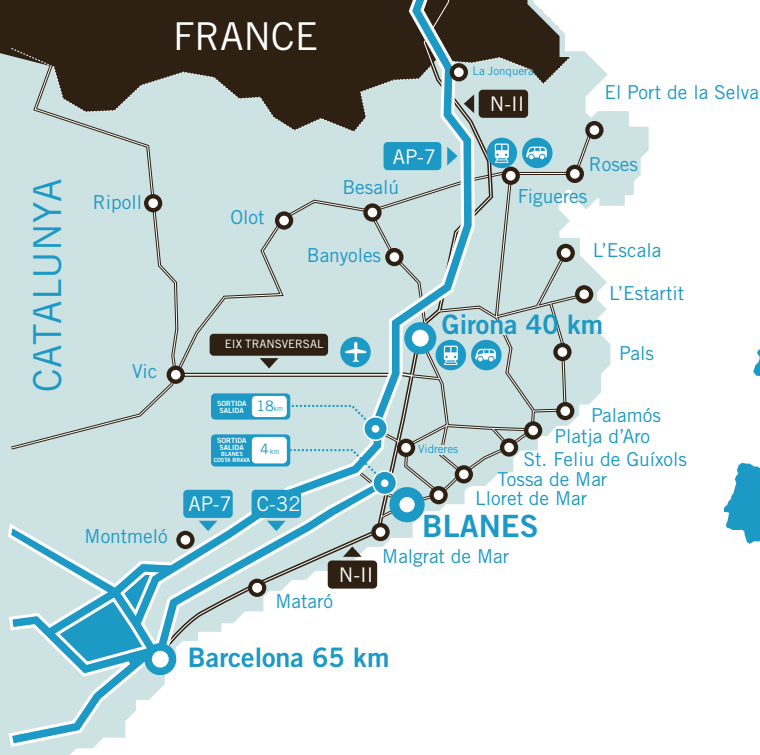 FRANCE
La Jonquera
El Port de la Selva
N-II
AP-7
Roses
Besalú
Figueres
CATALUNYA
Ripoll
Olot
L'Escala
Banyoles
L'Estartit
Girona 40 km
EIX TRANSVERSAL
Pals
Vic
SORTIDA
SALIDA
18km
Palamós
Platja d'Aro
SORTIDA
SALIDA
BLANES
COSTA BRAVA
4km
Vidreres
St. Feliu de Guíxols
Tossa de Mar
Lloret de Mar
AP-7
C-32
BLANES
Montmeló
Malgrat de Mar
N-II
Mataró
Barcelona 65 km